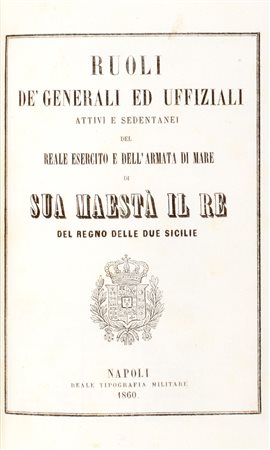 RUOLI
DE' GENERALI ED UFFIZIALI
ATTIVI E SEDENTANEI
DEL
REALE ESERCITO E DELL'ARMATA DI MARE
DI
SUA MAESTÀ IL RE
DEL REGNO DELLE DUE SICILIE
NAPOLI
REALE TIPOGRAFIA MILITARE
1860.